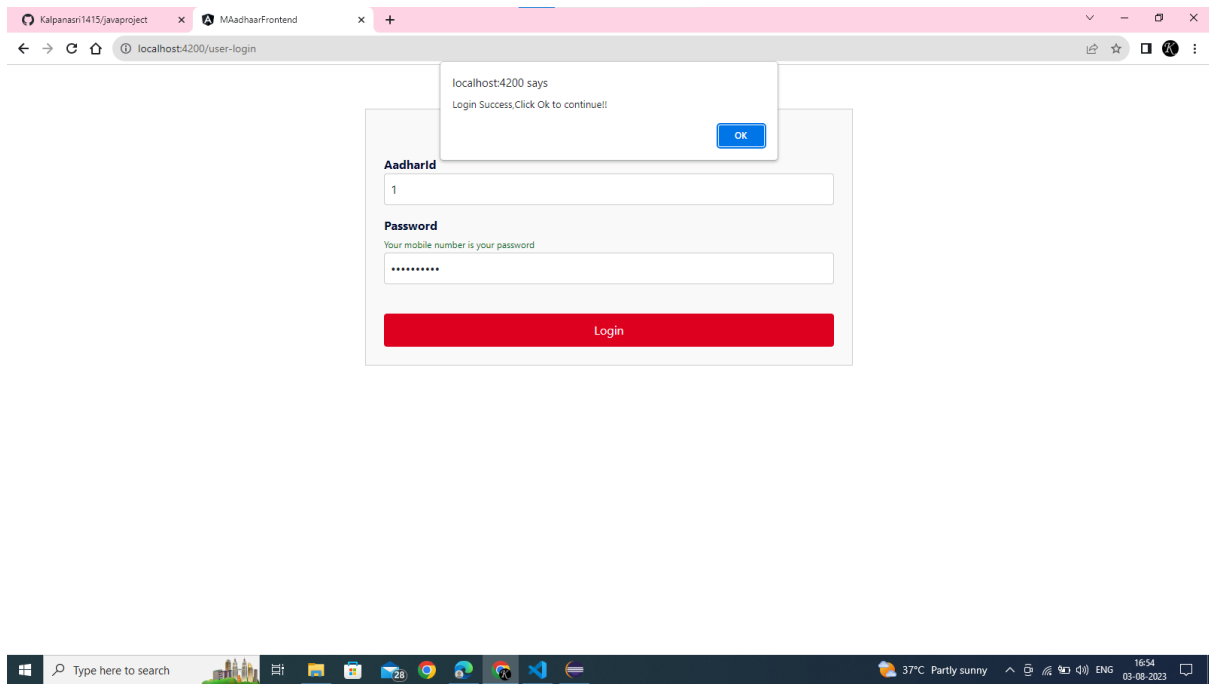 Kalpanasri1415/javaproject
MAadhaarFrontend
localhost:4200/user-login
localhost:4200 says
Login Success,Click Ok to continue!!
OK
AadharId
1
Password
Your mobile number is your password
••••••••••
Login
Type here to search
28
37°C Partly sunny
ENG
16:54
03-08-2023